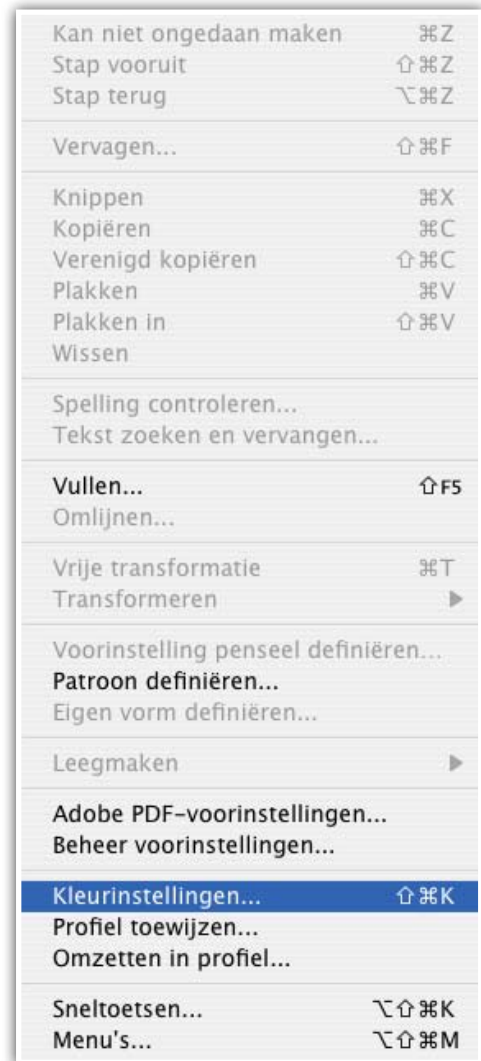 Kan niet ongedaan maken ⌘Z
Stap vooruit ⇧⌘Z
Stap terug ⌥⌘Z
Vervagen... ⇧⌘F
Knippen ⌘X
Kopiëren ⌘C
Verenigd kopiëren ⇧⌘C
Plakken ⌘V
Plakken in ⇧⌘V
Wissen
Spelling controleren...
Tekst zoeken en vervangen...
Vullen... ⇧F5
Omlijnen...
Vrije transformatie ⌘T
Transformeren ▶
Voorinstelling penseel definiëren...
Patroon definiëren...
Eigen vorm definiëren...
Leegmaken ▶
Adobe PDF-voorinstellingen...
Beheer voorinstellingen...
Kleurinstellingen... ⇧⌘K
Profiel toewijzen...
Omzetten in profiel...
Sneltoetsen... ⌥⇧⌘K
Menu's... ⌥⇧⌘M